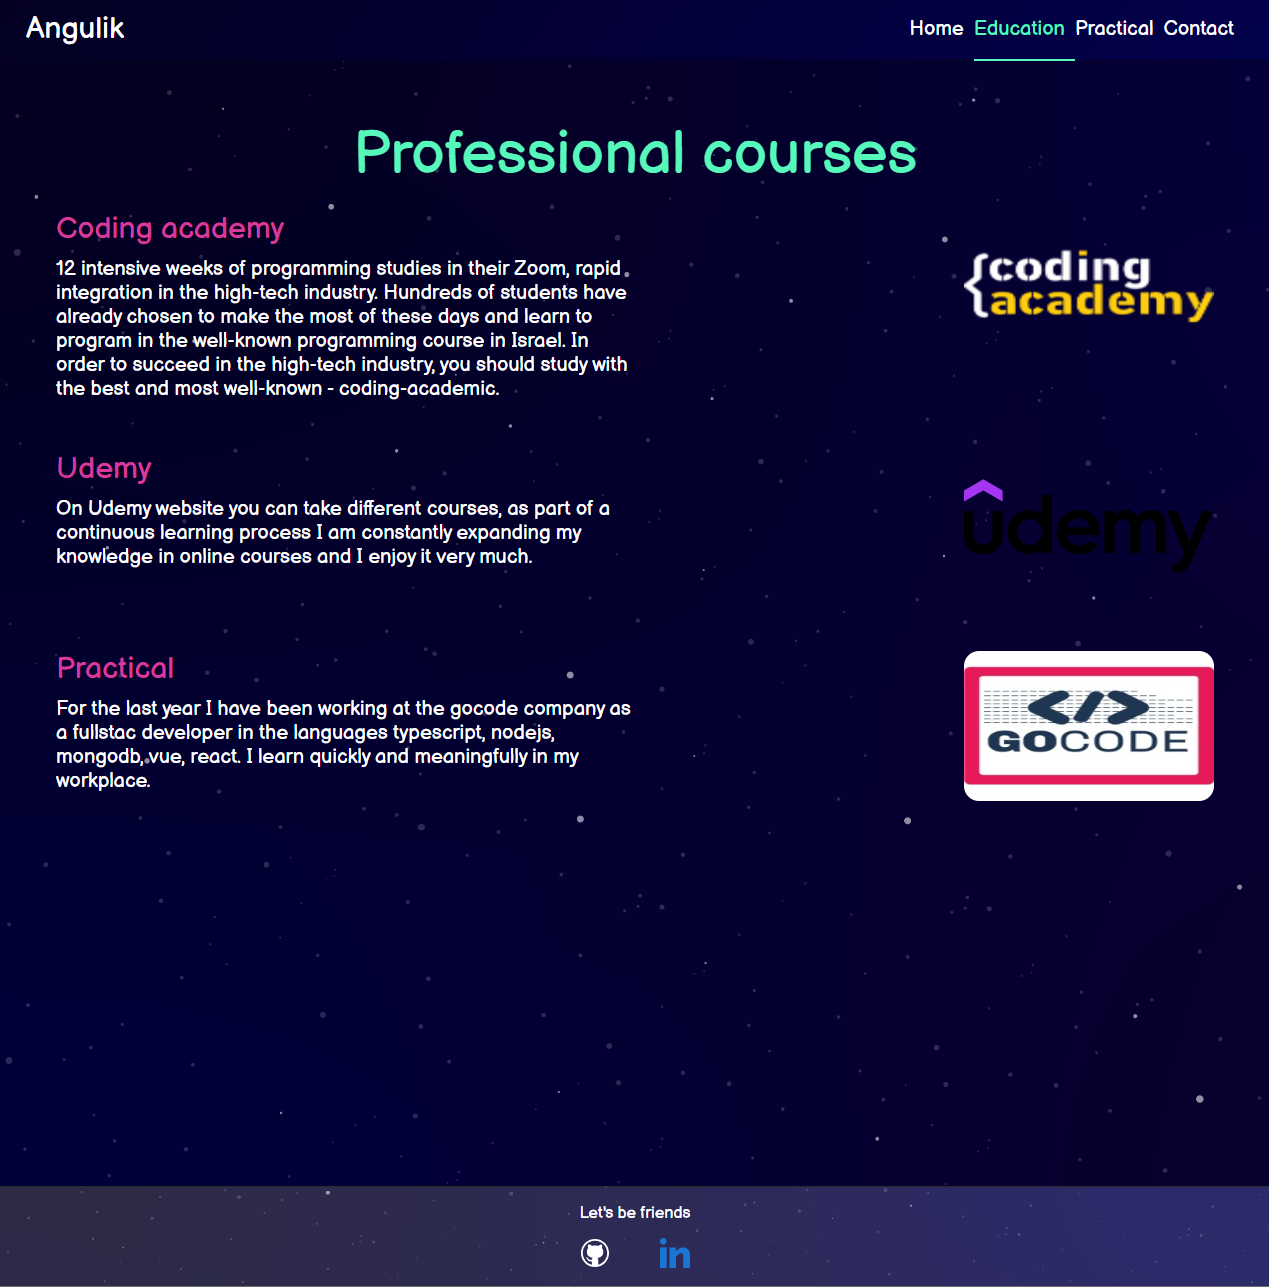 Angulik
Home Education Practical Contact
Professional courses
Coding academy
12 intensive weeks of programming studies in their Zoom, rapid
integration in the high-tech industry. Hundreds of students have
already chosen to make the most of these days and learn to
program in the well-known programming course in Israel. In
order to succeed in the high-tech industry, you should study with
the best and most well-known - coding-academic.
{coding
academy
Udemy
On Udemy website you can take different courses, as part of a
continuous learning process I am constantly expanding my
knowledge in online courses and I enjoy it very much.
udemy
Practical
For the last year I have been working at the gocode company as
a fullstac developer in the languages typescript, nodejs,
mongodb, vue, react. I learn quickly and meaningfully in my
workplace.
</>
GOCODE
Let's be friends
in